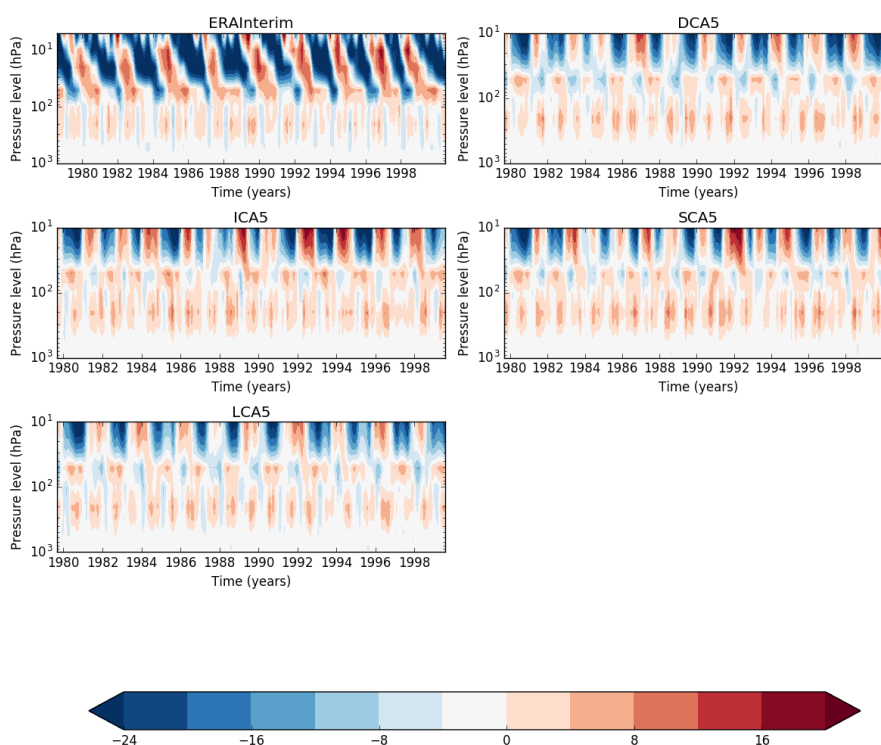 ERAInterim
10¹
10²
10³
Pressure level (hPa)
1980 1982 1984 1986 1988 1990 1992 1994 1996 1998
Time (years)
DCA5
10¹
10²
10³
Pressure level (hPa)
1980 1982 1984 1986 1988 1990 1992 1994 1996 1998
Time (years)
ICA5
10¹
10²
10³
Pressure level (hPa)
1980 1982 1984 1986 1988 1990 1992 1994 1996 1998
Time (years)
SCA5
10¹
10²
10³
Pressure level (hPa)
1980 1982 1984 1986 1988 1990 1992 1994 1996 1998
Time (years)
LCA5
10¹
10²
10³
Pressure level (hPa)
1980 1982 1984 1986 1988 1990 1992 1994 1996 1998
Time (years)
−24 −16 −8 0 8 16